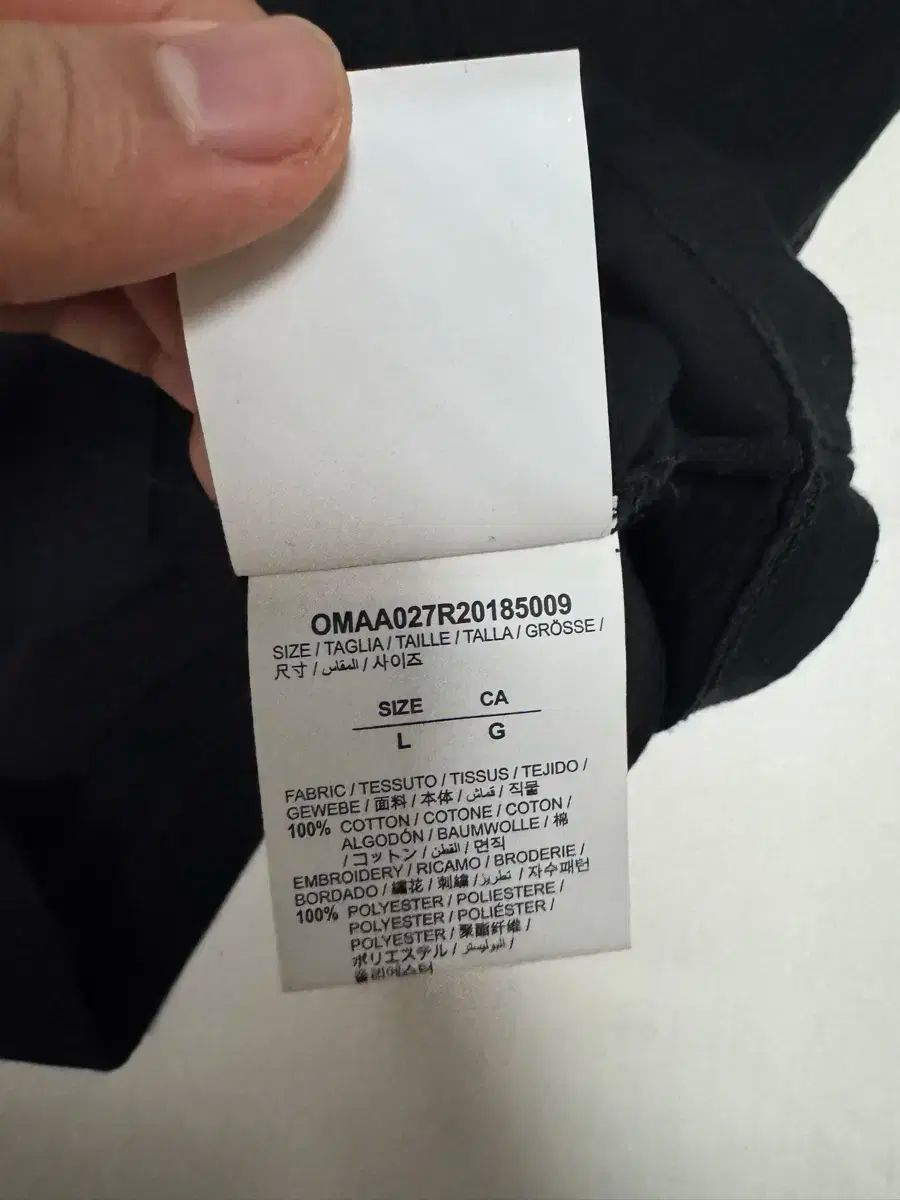 OMAA027R20185009
SIZE / TAGLIA / TAILLE / TALLA / GRÖSSE /
尺寸 / المقاس / 사이즈
SIZE CA
L G
FABRIC / TESSUTO / TISSUS / TEJIDO /
GEWEBE / 面料 / 本体 / قماش / 직물
100% COTTON / COTONE / COTON /
ALGODÓN / BAUMWOLLE / 棉
/ コットン / القطن / 면직
EMBROIDERY / RICAMO / BRODERIE /
BORDADO / 繡花 / 刺繍 / تطريز / 자수패턴
100% POLYESTER / POLIESTERE /
POLYESTER / POLIÉSTER /
POLYESTER / 聚酯纤维 /
ポリエステル / البوليستر /
폴리에스터